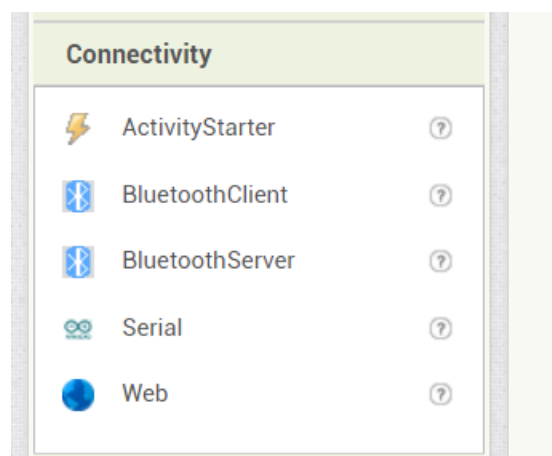 Connectivity
ActivityStarter ?
BluetoothClient ?
BluetoothServer ?
Serial ?
Web ?